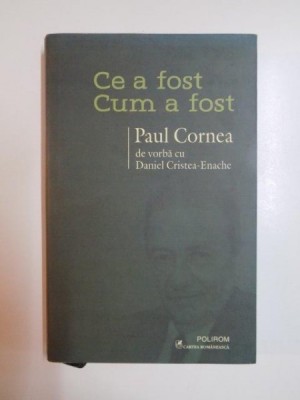 Ce a fost
Cum a fost
Paul Cornea
de vorbă cu
Daniel Cristea-Enache
POLIROM
CARTEA ROMÂNEASCĂ